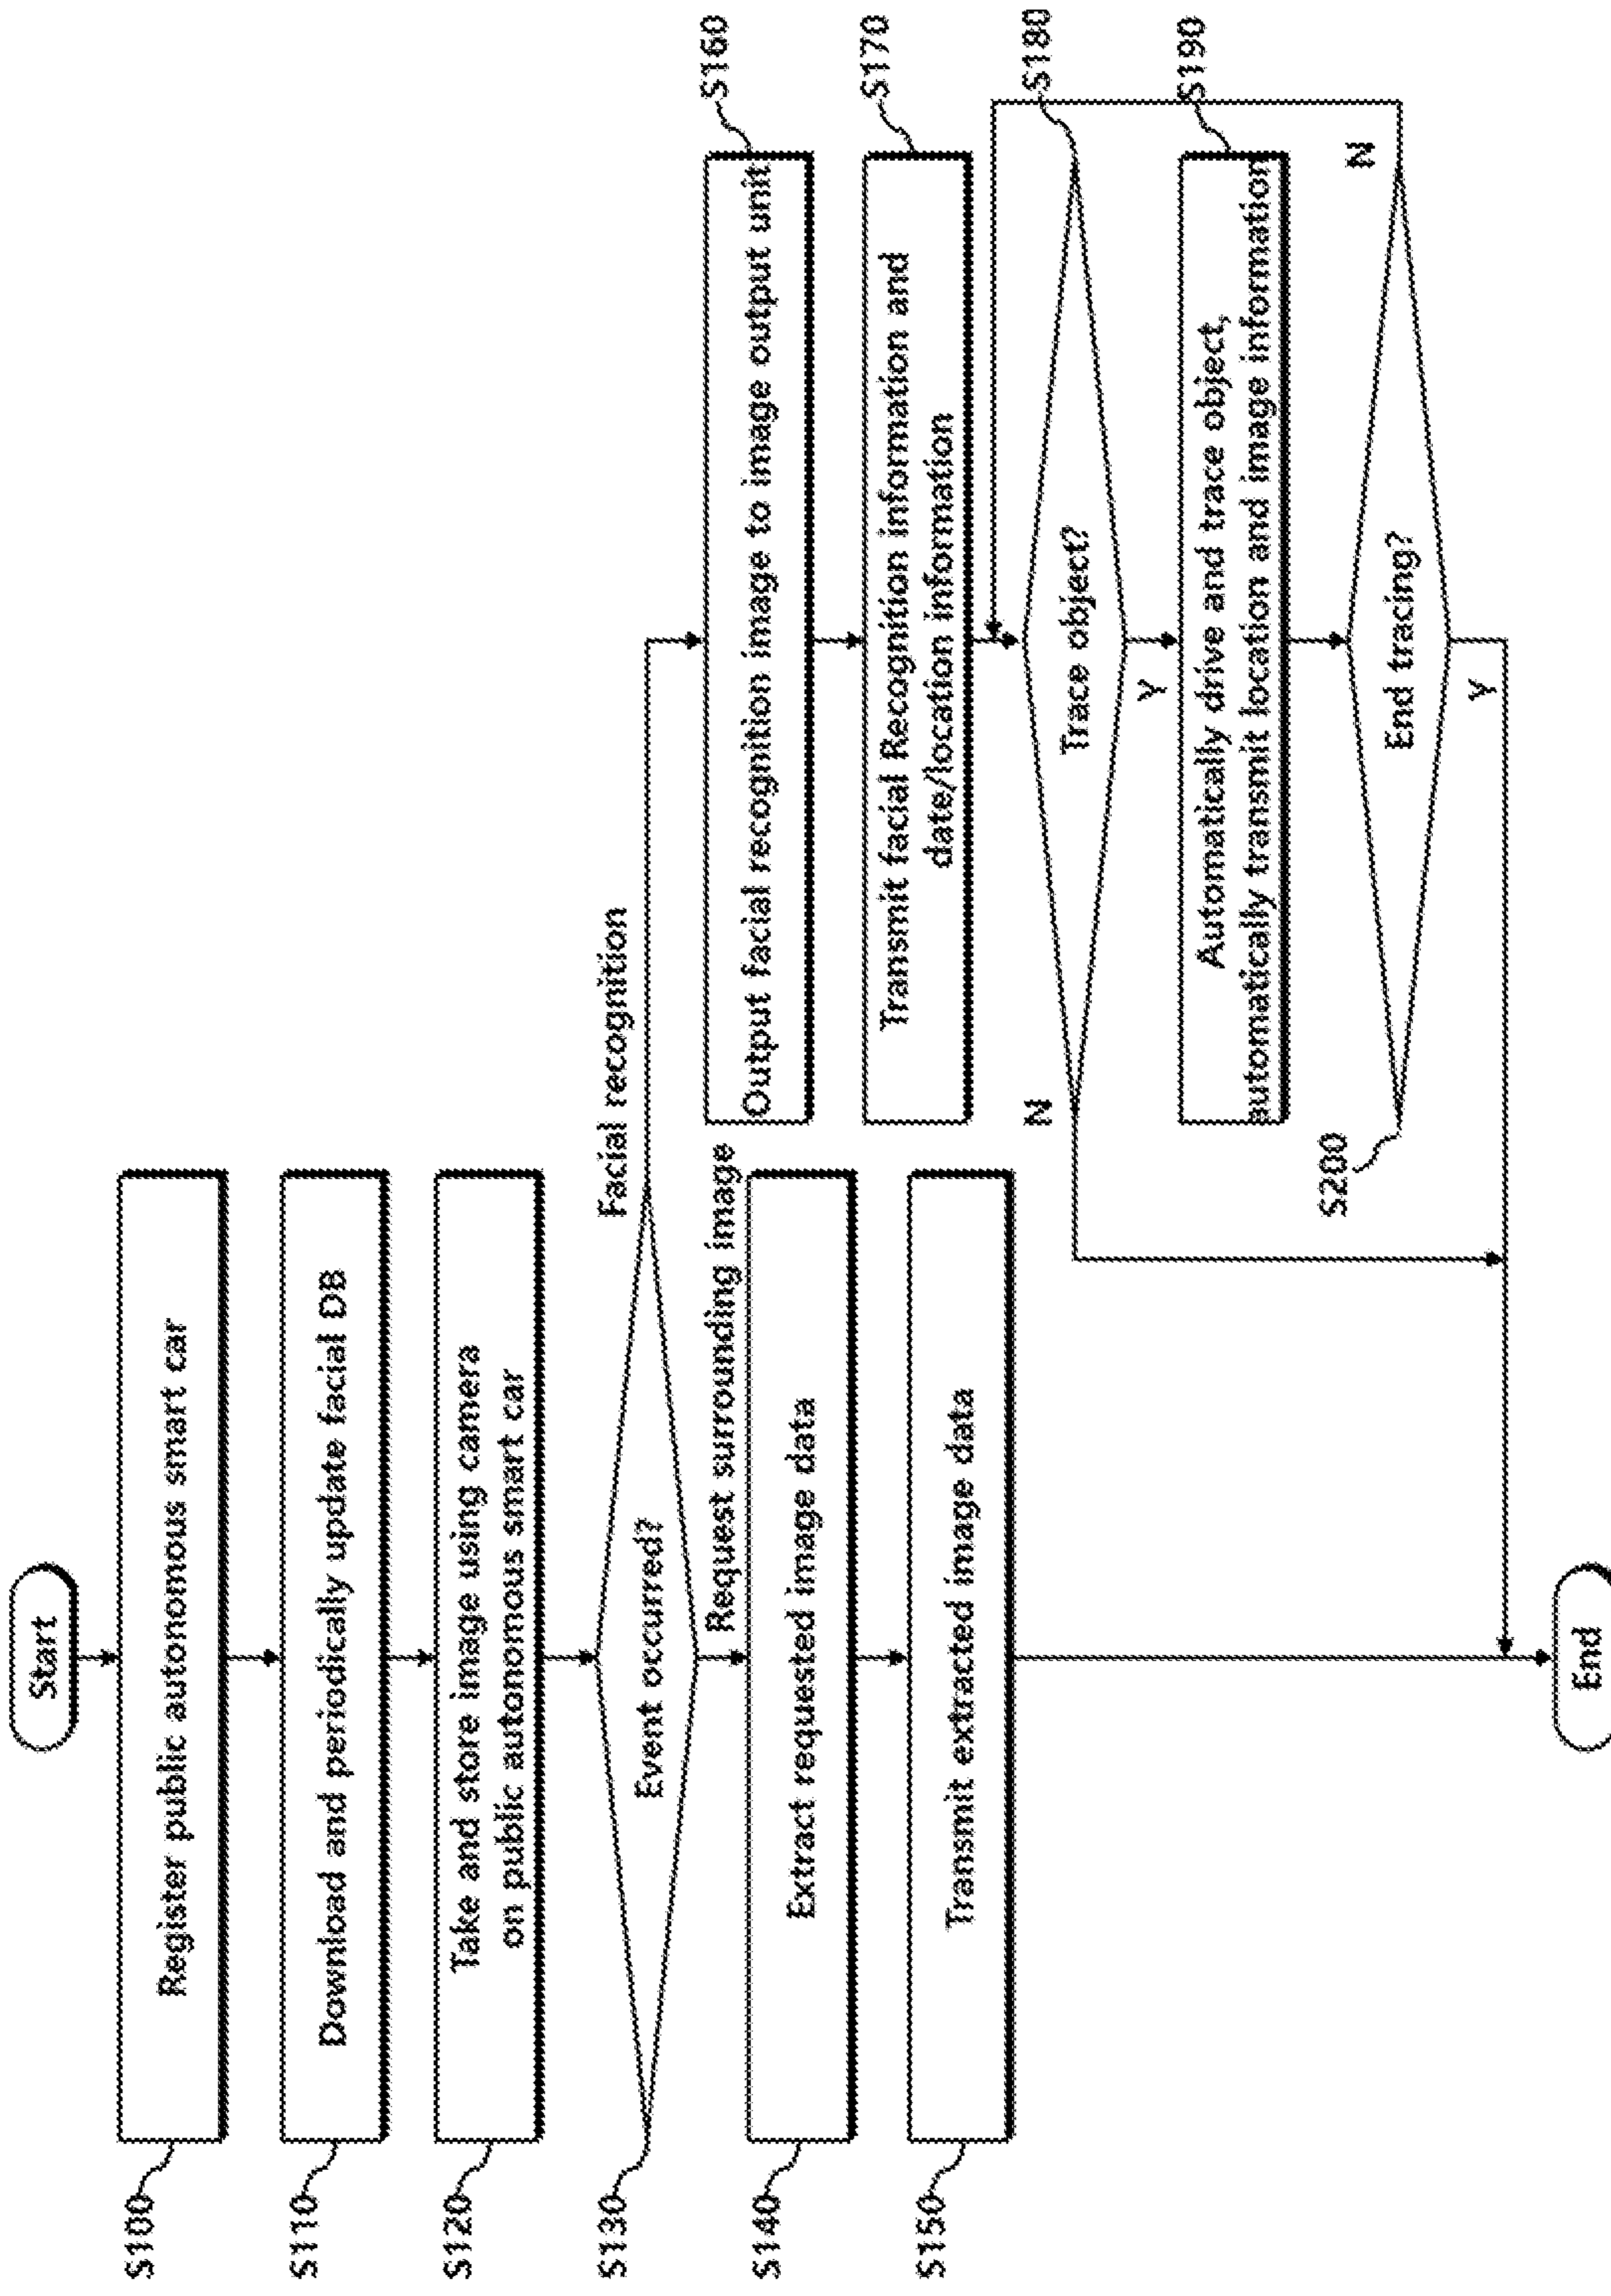 Start
S100
Register public autonomous smart car
S110
Download and periodically update facial DB
S120
Take and store image using camera
on public autonomous smart car
S130
Event occurred?
Facial recognition
Request surrounding image
S140
Extract requested image data
S150
Transmit extracted image data
S160
Output facial recognition image to image output unit
S170
Transmit facial Recognition information and
date/location information
S180
Trace object?
N
Y
S190
Automatically drive and trace object,
automatically transmit location and image information
S200
End tracing?
N
Y
End